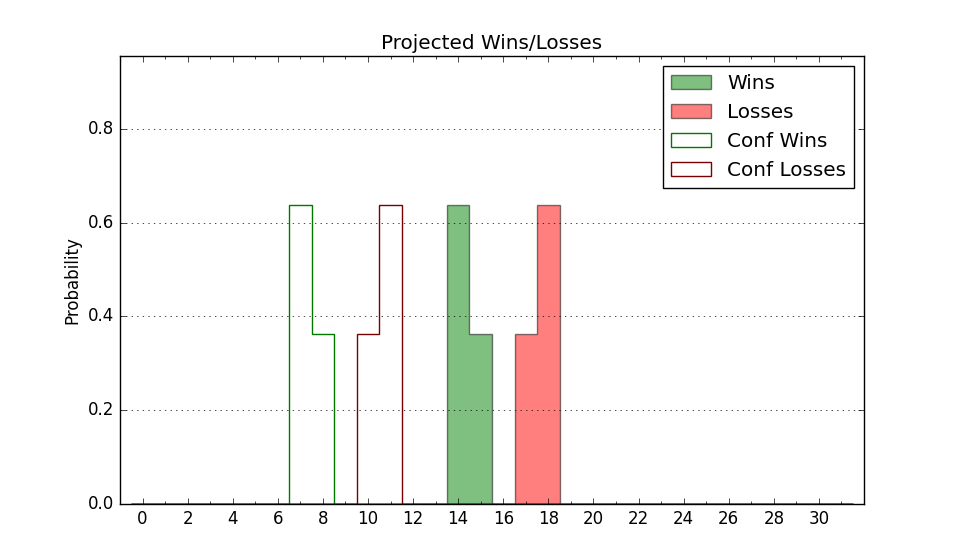 Projected Wins/Losses
Wins
Losses
Conf Wins
Conf Losses
Probability
0.8
0.6
0.4
0.2
0.0
0 2 4 6 8 10 12 14 16 18 20 22 24 26 28 30